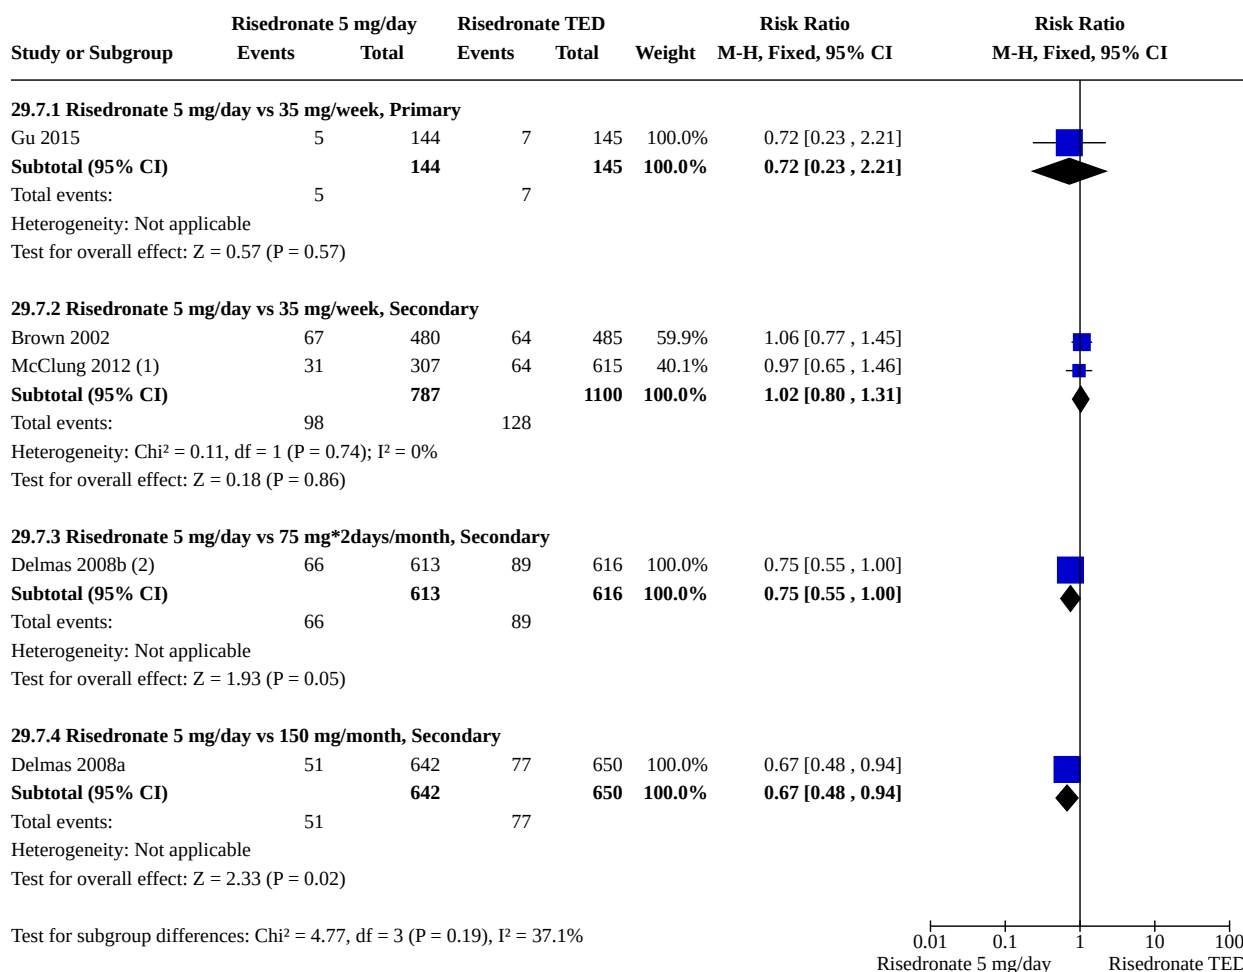 Risedronate 5 mg/day Risedronate TED Risk Ratio Risk Ratio
Study or Subgroup Events Total Events Total Weight M-H, Fixed, 95% CI M-H, Fixed, 95% CI
29.7.1 Risedronate 5 mg/day vs 35 mg/week, Primary
Gu 2015 5 144 7 145 100.0% 0.72 [0.23 , 2.21]
Subtotal (95% CI) 144 145 100.0% 0.72 [0.23 , 2.21]
Total events: 5 7
Heterogeneity: Not applicable
Test for overall effect: Z = 0.57 (P = 0.57)
29.7.2 Risedronate 5 mg/day vs 35 mg/week, Secondary
Brown 2002 67 480 64 485 59.9% 1.06 [0.77 , 1.45]
McClung 2012 (1) 31 307 64 615 40.1% 0.97 [0.65 , 1.46]
Subtotal (95% CI) 787 1100 100.0% 1.02 [0.80 , 1.31]
Total events: 98 128
Heterogeneity: Chi² = 0.11, df = 1 (P = 0.74); I² = 0%
Test for overall effect: Z = 0.18 (P = 0.86)
29.7.3 Risedronate 5 mg/day vs 75 mg*2days/month, Secondary
Delmas 2008b (2) 66 613 89 616 100.0% 0.75 [0.55 , 1.00]
Subtotal (95% CI) 613 616 100.0% 0.75 [0.55 , 1.00]
Total events: 66 89
Heterogeneity: Not applicable
Test for overall effect: Z = 1.93 (P = 0.05)
29.7.4 Risedronate 5 mg/day vs 150 mg/month, Secondary
Delmas 2008a 51 642 77 650 100.0% 0.67 [0.48 , 0.94]
Subtotal (95% CI) 642 650 100.0% 0.67 [0.48 , 0.94]
Total events: 51 77
Heterogeneity: Not applicable
Test for overall effect: Z = 2.33 (P = 0.02)
Test for subgroup differences: Chi² = 4.77, df = 3 (P = 0.19), I² = 37.1%
0.01 0.1 1 10 100
Risedronate 5 mg/day Risedronate TED